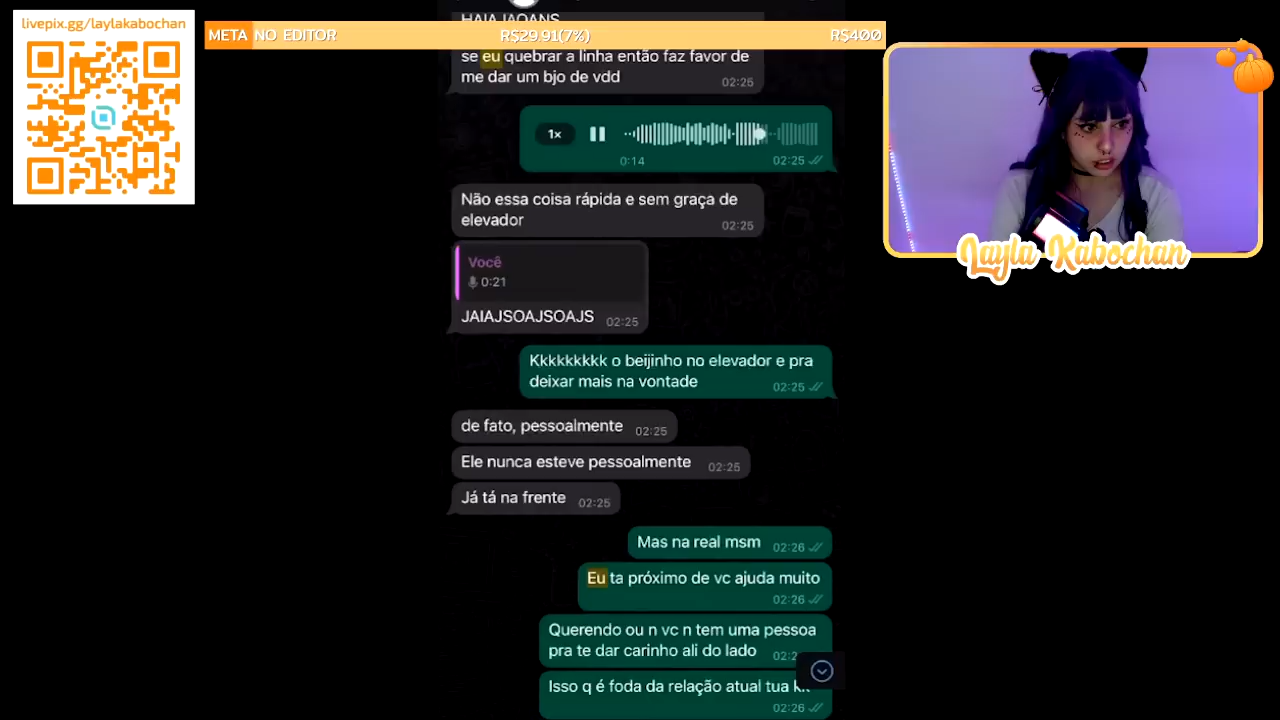 livepix.gg/laylakabochan
META NO EDITOR
R$29.91(7%)
R$400
HAJAJAOANS
se eu quebrar a linha então faz favor de
me dar um bjo de vdd
02:25
1x
0:14
02:25
Não essa coisa rápida e sem graça de
elevador
02:25
Você
0:21
JAIAJSOAJSOAJS
02:25
Kkkkkkkkk o beijinho no elevador e pra
deixar mais na vontade
02:25
de fato, pessoalmente
02:25
Ele nunca esteve pessoalmente
02:25
Já tá na frente
02:25
Mas na real msm
02:26
Eu ta próximo de vc ajuda muito
02:26
Querendo ou n vc n tem uma pessoa
pra te dar carinho ali do lado
Isso q é foda da relação atual tua
02:26
Layla Kabochan